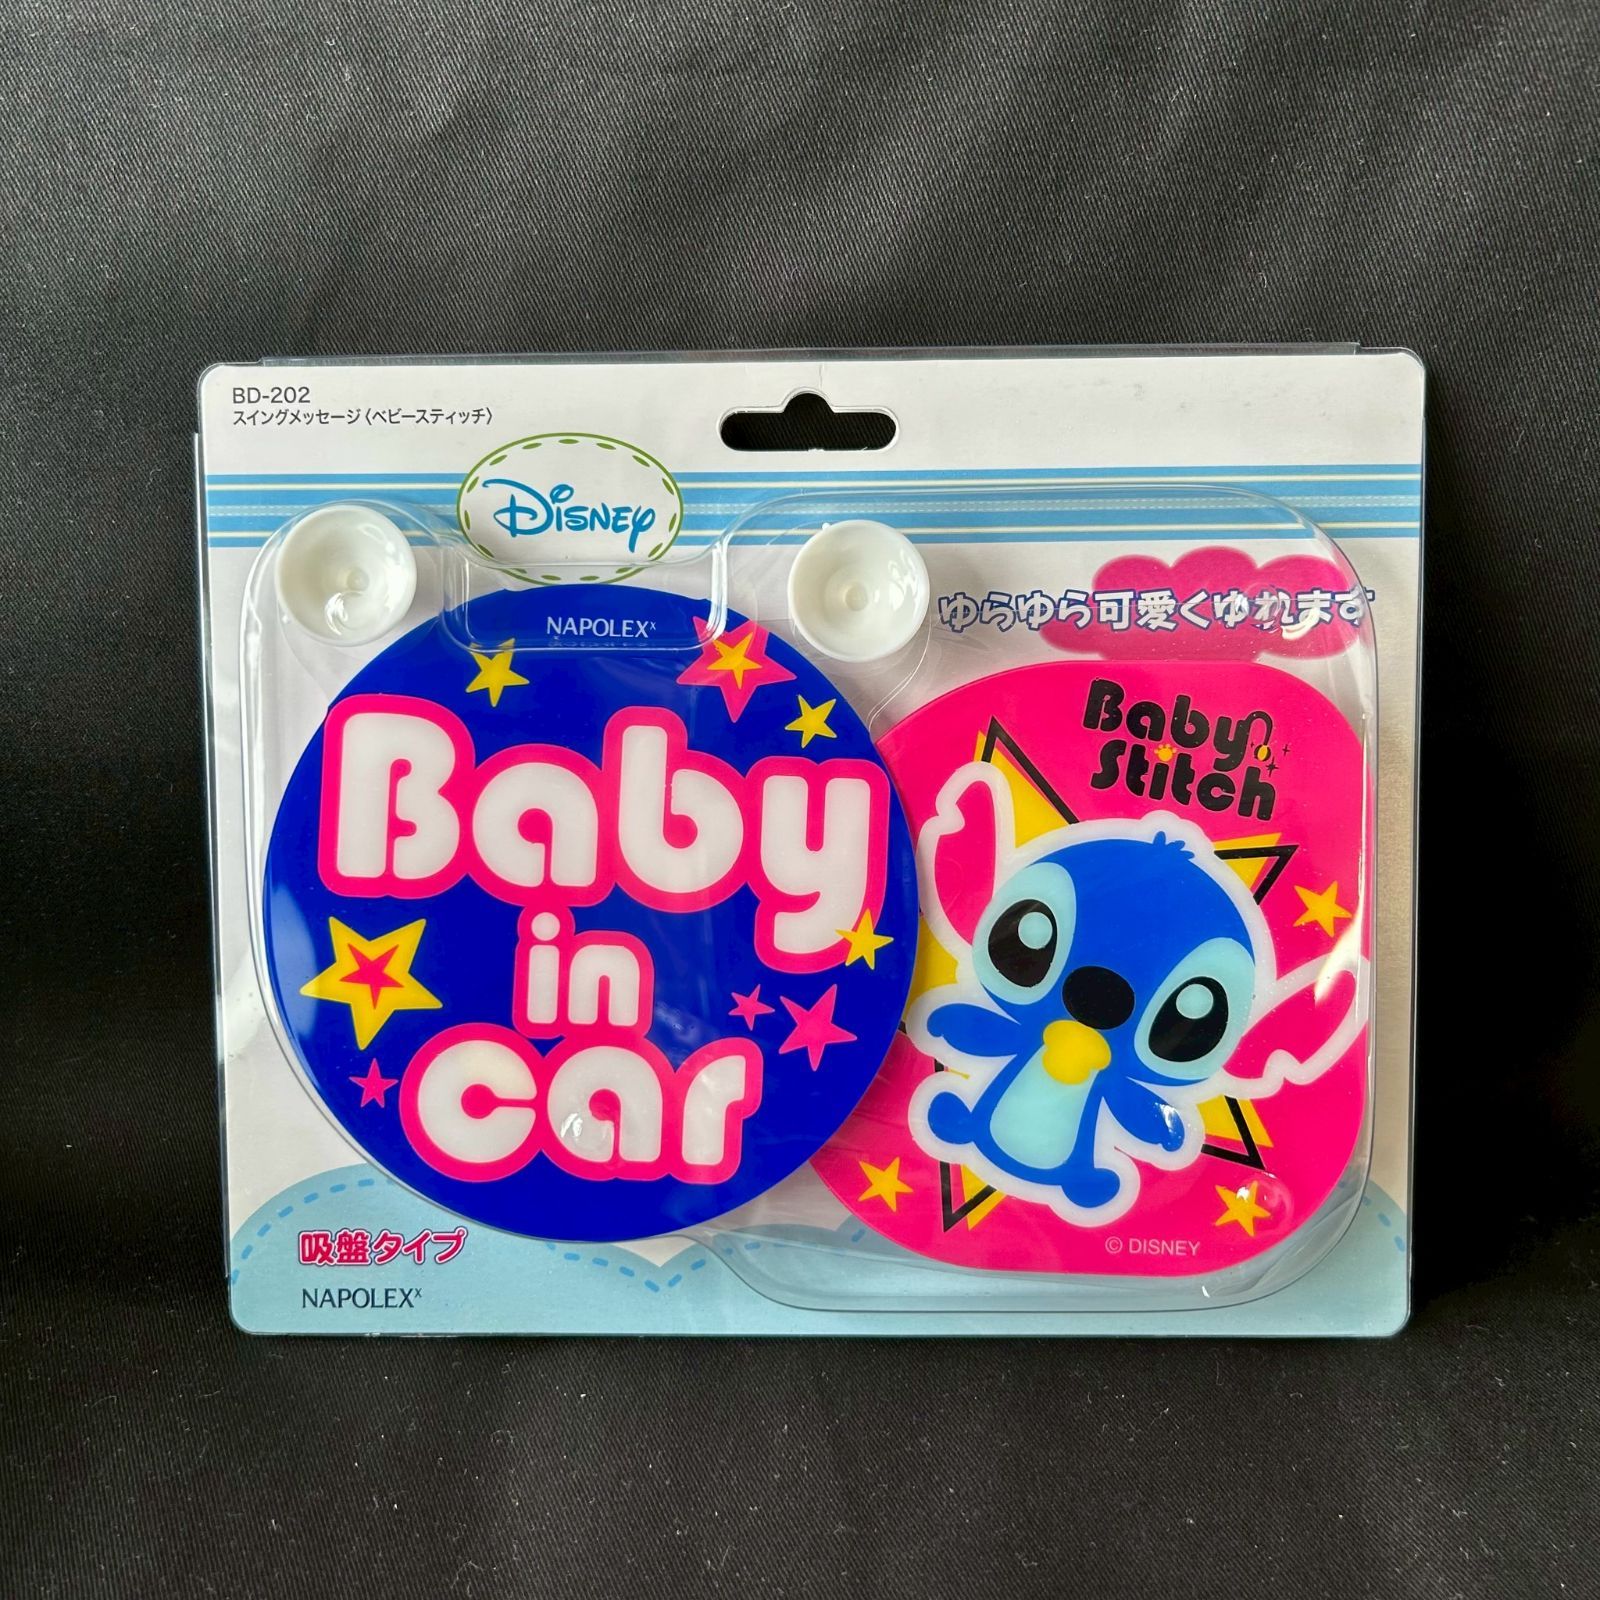 BD-202
スイングメッセージ〈ベビースティッチ〉
Disney
NAPOLEX
ゆらゆら可愛くゆれます
Baby
in
car
Baby
Stitch
© DISNEY
吸盤タイプ
NAPOLEX